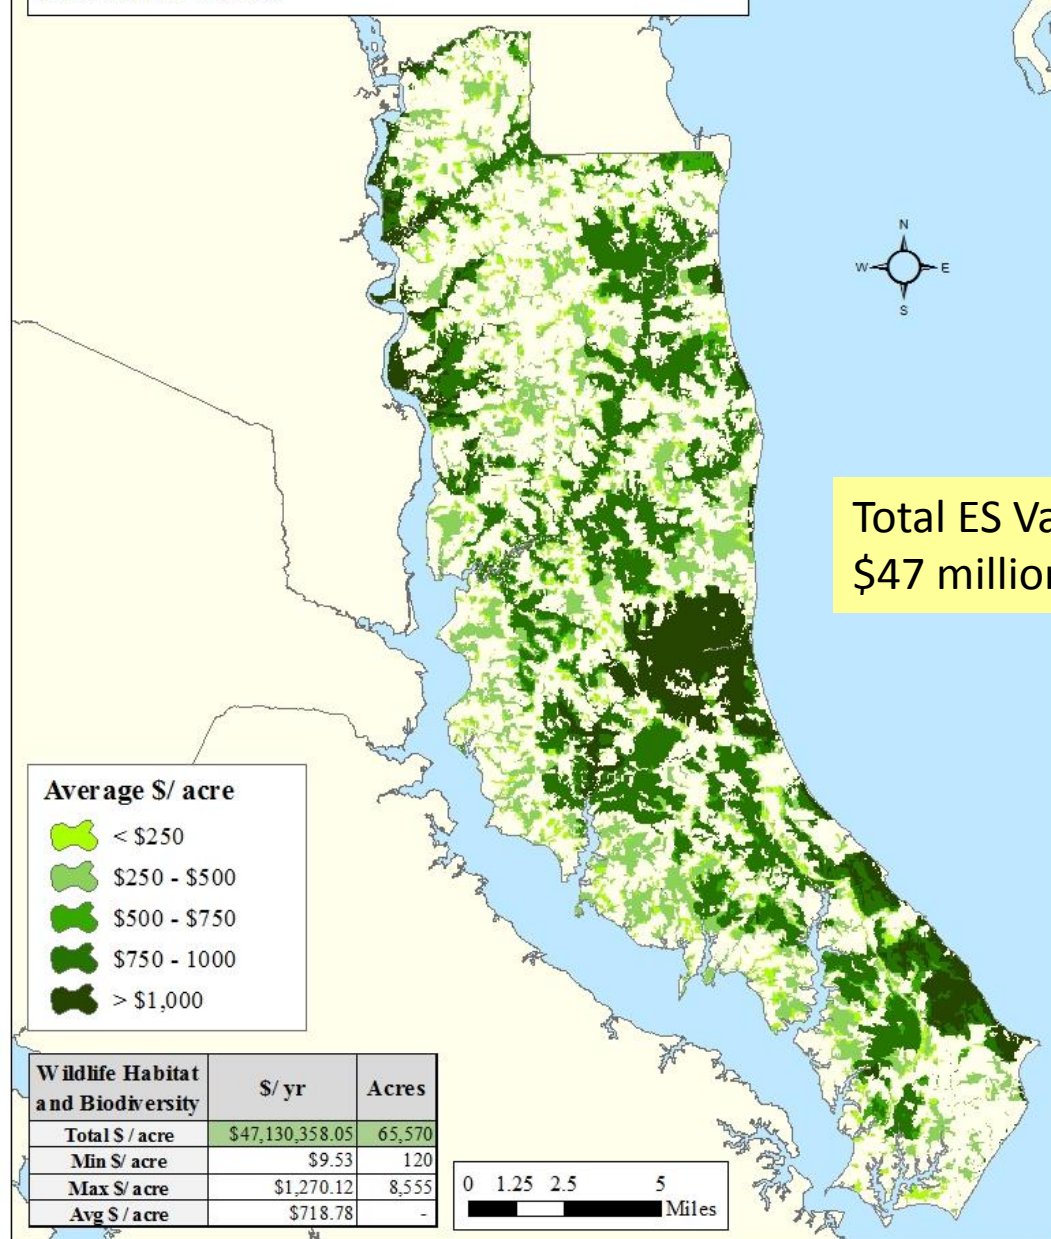 N
W E
S
Total ES
$47
Average $/ acre
< $250
$250 - $500
$500 - $750
$750 - 1000
> $1,000
Wildlife Habitat and Biodiversity $/ yr Acres
Total $ / acre $47,130,358.05 65,570
Min $/ acre $9.53 120
Max $/ acre $1,270.12 8,555
Avg $ / acre $718.78 -
0 1.25 2.5 5
Miles